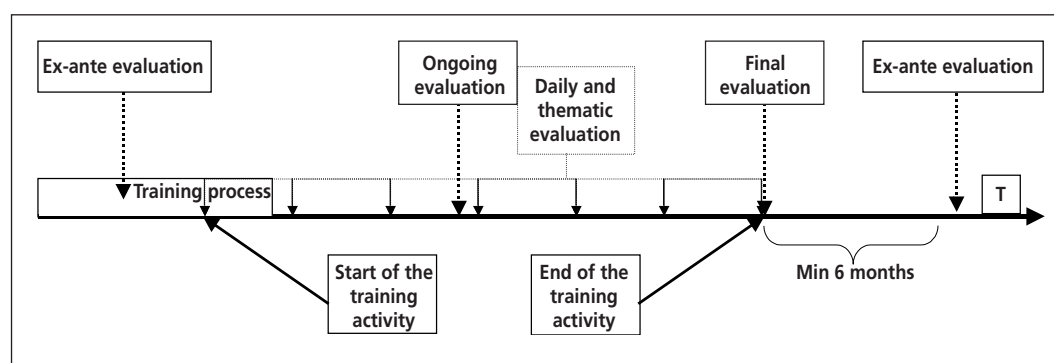 Ex-ante evaluation
Ongoing
evaluation
Daily and
thematic
evaluation
Final
evaluation
Ex-ante evaluation
Training process
T
Start of the
training
activity
End of the
training
activity
Min 6 months